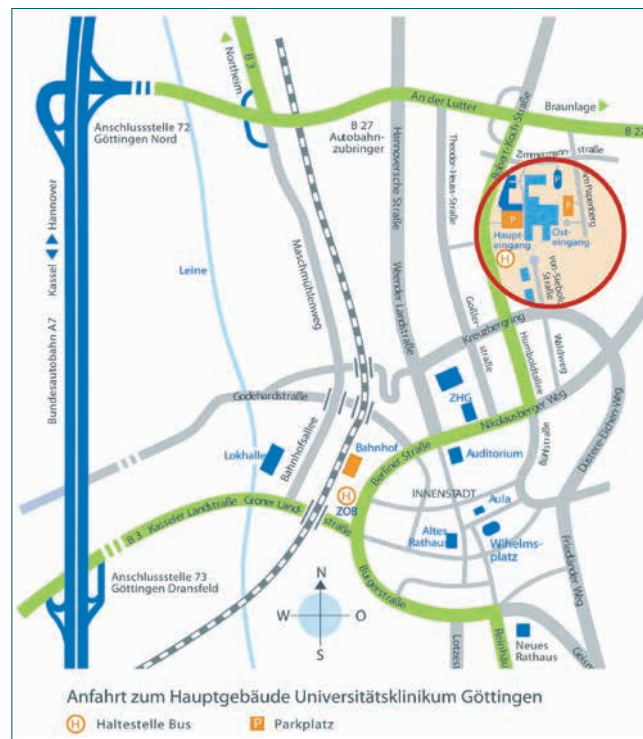 Northeim
B 3
An der Lutter
Braunlage
B 27
Anschlussstelle 72
Göttingen Nord
B 27
Autobahn-
zubringer
Hannoversche Straße
Theodor-Heuss-Straße
Robert-Koch-Straße
Zimmermann-
straße
P
P
P
Haupt-
eingang
Ost-
eingang
H
Von-Siebold-
Straße
Kassel
Hannover
Bundesautobahn A7
Leine
Maschmühlenweg
Weender Landstraße
Goßler-
straße
Kreuzbergring
Humboldtallee
Waldweg
Godehardstraße
ZHG
Nikolausberger Weg
Düstere-Eichen-Weg
Lokhalle
Bahnhofsallee
Bahnhof
Berliner Straße
Auditorium
H
ZOB
INNENSTADT
Aula
B 3
Kasseler Landstraße
Groner Land-
straße
Altes
Rathaus
Wilhelms-
platz
Friedländer Weg
Anschlussstelle 73
Göttingen Dransfeld
Bürgerstraße
N
W
O
S
Neues
Rathaus
Anfahrt zum Hauptgebäude Universitätsklinikum Göttingen
H Haltestelle Bus
P Parkplatz